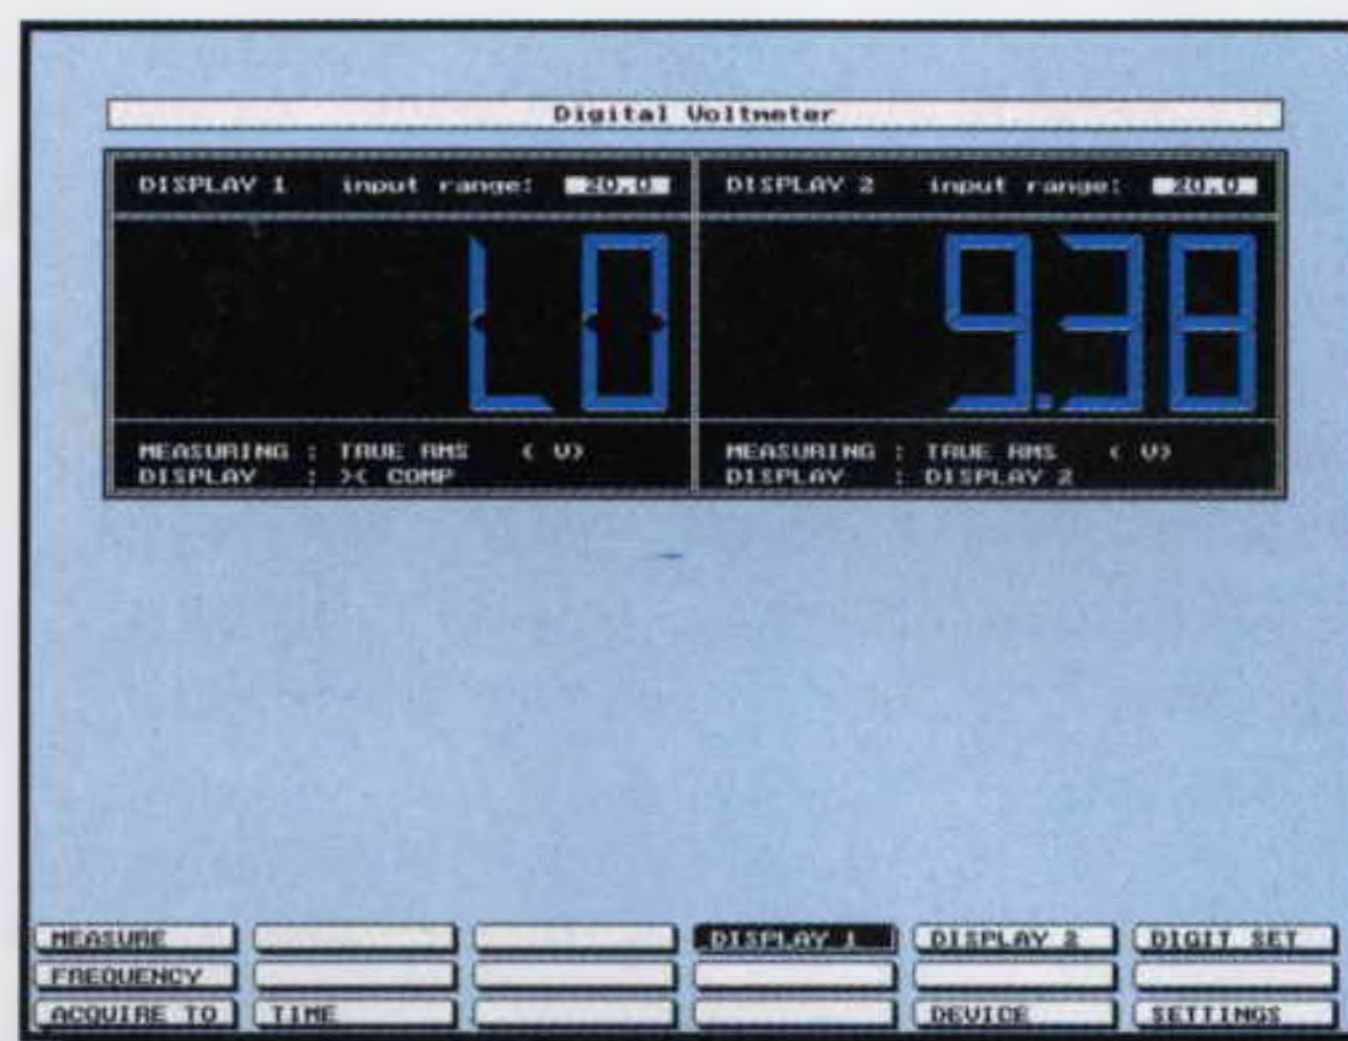 Digital Voltmeter
DISPLAY 1 input range: 20.0
DISPLAY 2 input range: 20.0
LO
9.38
MEASURING : TRUE RMS < V>
DISPLAY : >< COMP
MEASURING : TRUE RMS < V>
DISPLAY : DISPLAY 2
MEASURE DISPLAY 1 DISPLAY 2 DIGIT SET
FREQUENCY
ACQUIRE TO TIME DEVICE SETTINGS